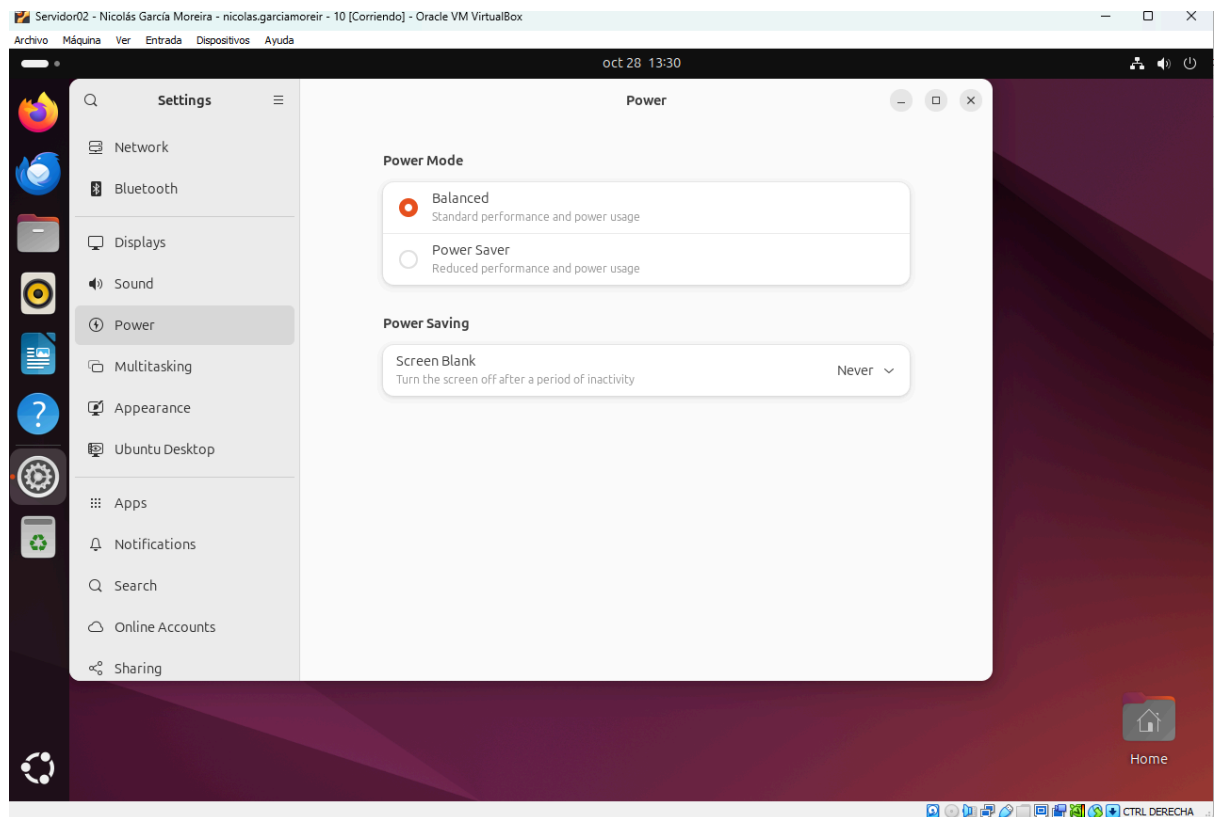 Servidor02 - Nicolás García Moreira - nicolas.garciamoreir - 10 [Corriendo] - Oracle VM VirtualBox
Archivo Máquina Ver Entrada Dispositivos Ayuda
oct 28 13:30
Settings
Power
Network
Bluetooth
Displays
Sound
Power
Multitasking
Appearance
Ubuntu Desktop
Apps
Notifications
Search
Online Accounts
Sharing
Power Mode
Balanced
Standard performance and power usage
Power Saver
Reduced performance and power usage
Power Saving
Screen Blank
Turn the screen off after a period of inactivity
Never
Home
CTRL DERECHA